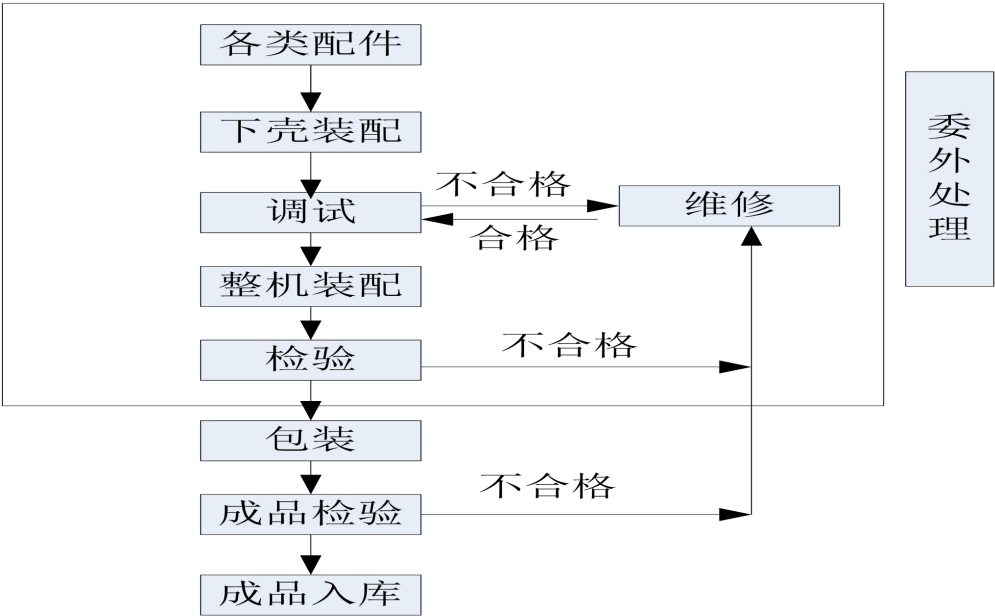 各类配件
下壳装配
不合格
调试
维修
合格
整机装配
不合格
检验
包装
不合格
成品检验
成品入库
委外处理